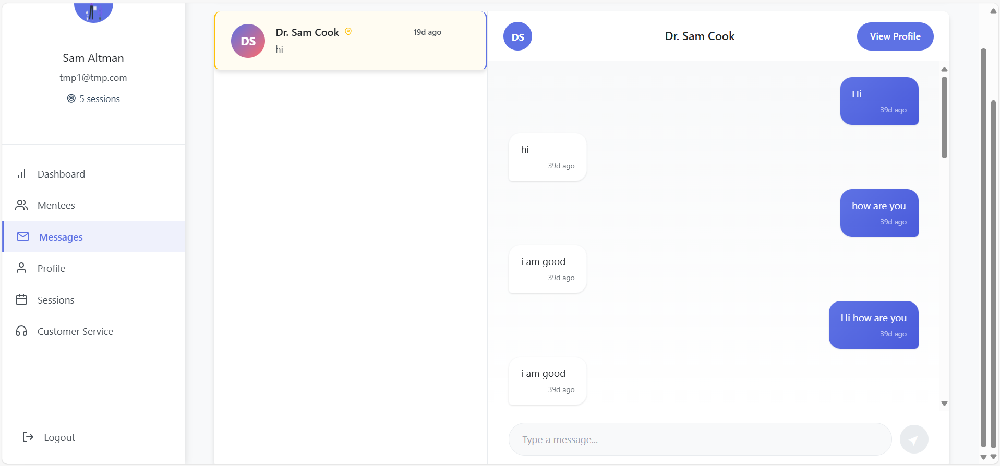 Sam Altman
tmp1@tmp.com
5 sessions
Dashboard
Mentees
Messages
Profile
Sessions
Customer Service
Logout
DS
Dr. Sam Cook
19d ago
hi
DS
Dr. Sam Cook
View Profile
Hi
39d ago
hi
39d ago
how are you
39d ago
i am good
39d ago
Hi how are you
39d ago
i am good
39d ago
Type a message...